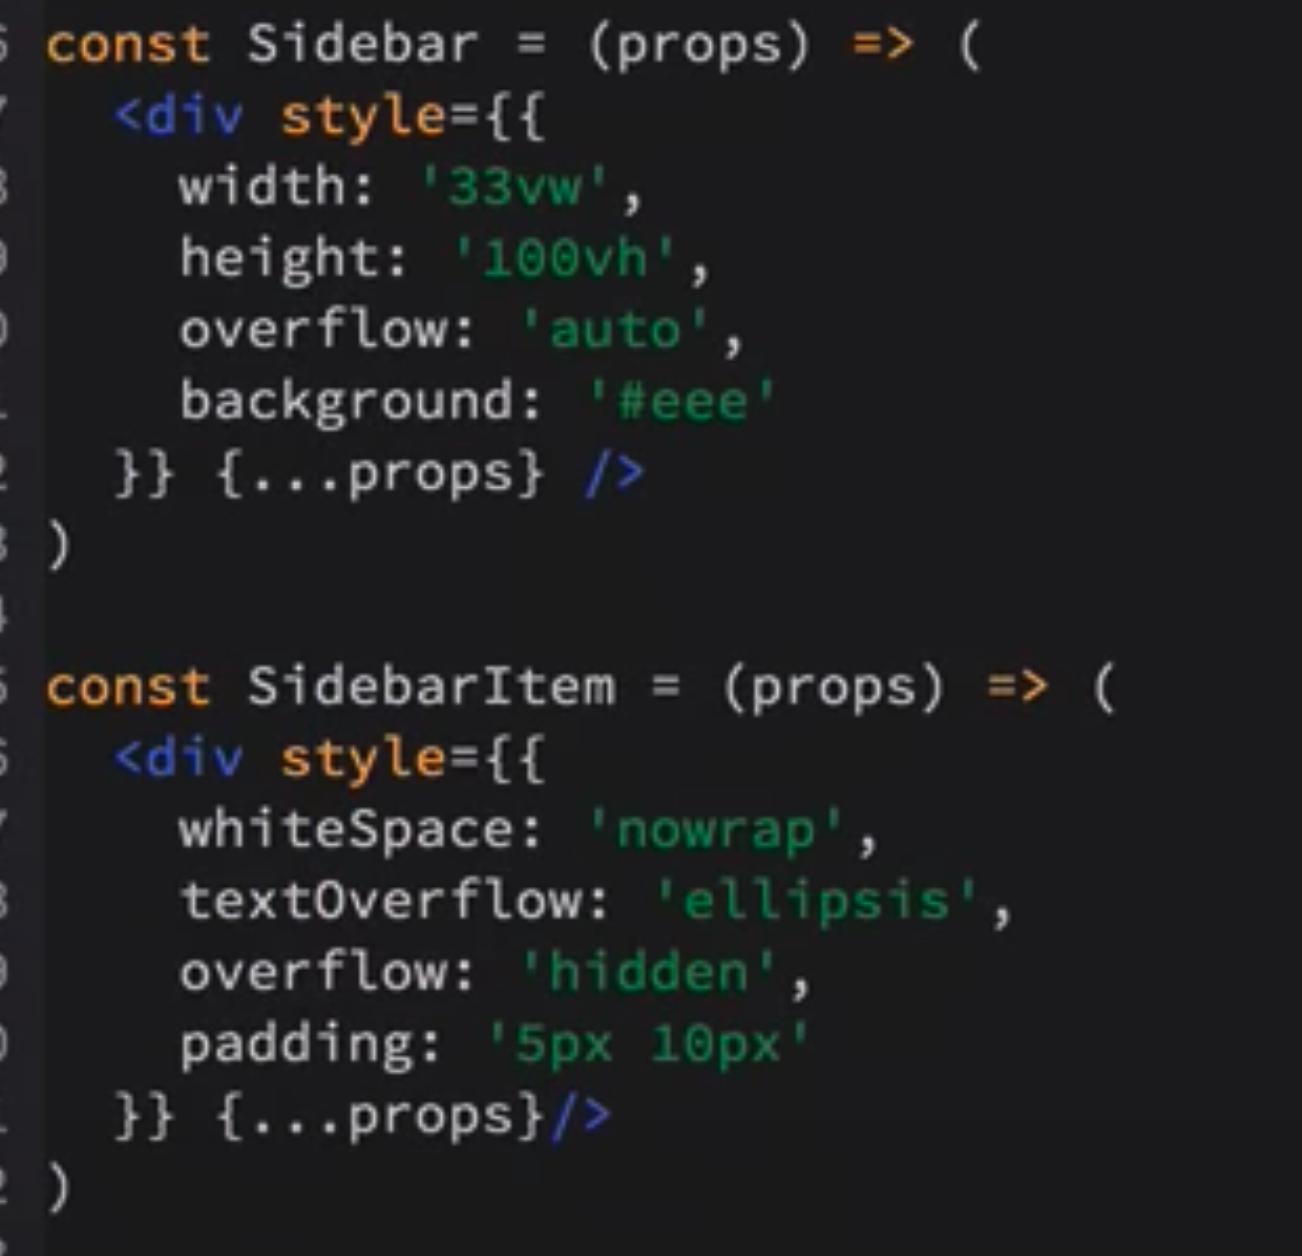 const Sidebar = (props) => (
  <div style={{
    width: '33vw',
    height: '100vh',
    overflow: 'auto',
    background: '#eee'
  }} {...props} />
)

const SidebarItem = (props) => (
  <div style={{
    whiteSpace: 'nowrap',
    textOverflow: 'ellipsis',
    overflow: 'hidden',
    padding: '5px 10px'
  }} {...props}/>
)